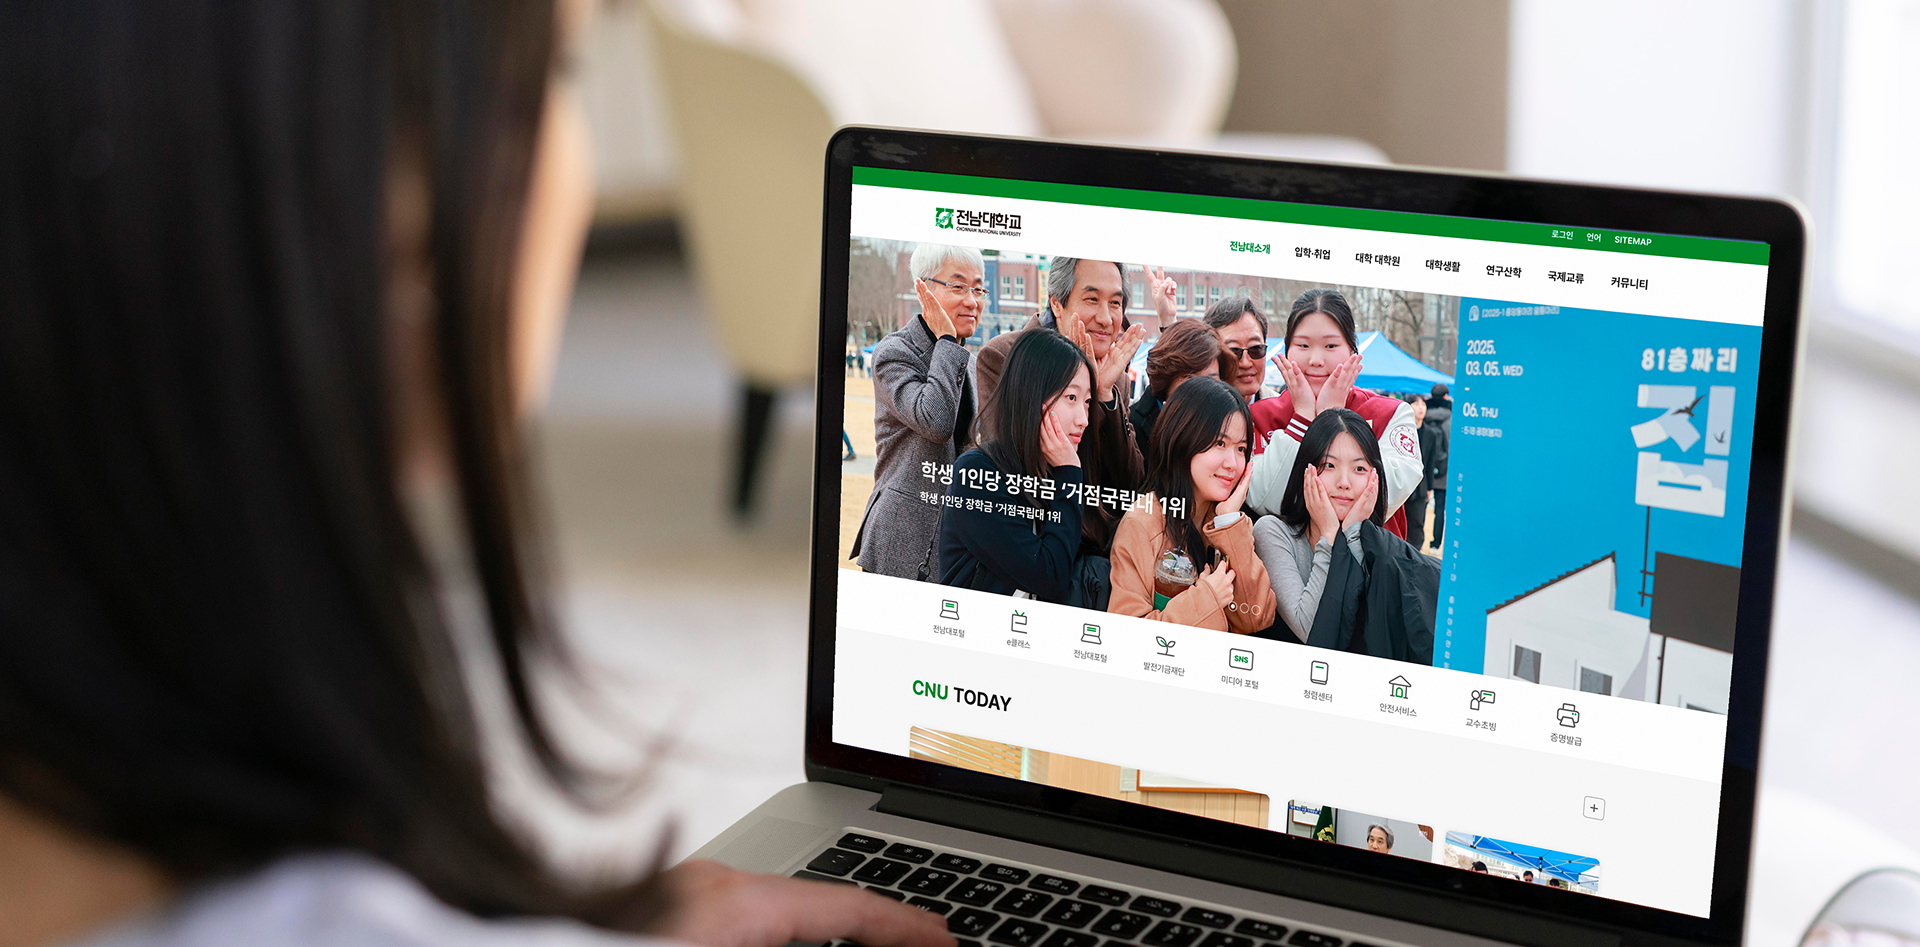 로그인 언어 SITEMAP
전남대학교
CHONNAM NATIONAL UNIVERSITY
전남대소개 입학·취업 대학 대학원 대학생활 연구산학 국제교류 커뮤니티
2025.
03. 05. WED
-
06. THU
81층짜리
집
학생 1인당 장학금 ‘거점국립대 1위
학생 1인당 장학금 ‘거점국립대 1위
전남대포털 e클래스 전남대포털 발전기금재단 미디어 포털 청렴센터 안전서비스 교수초빙 증명발급
SNS
CNU TODAY
esc